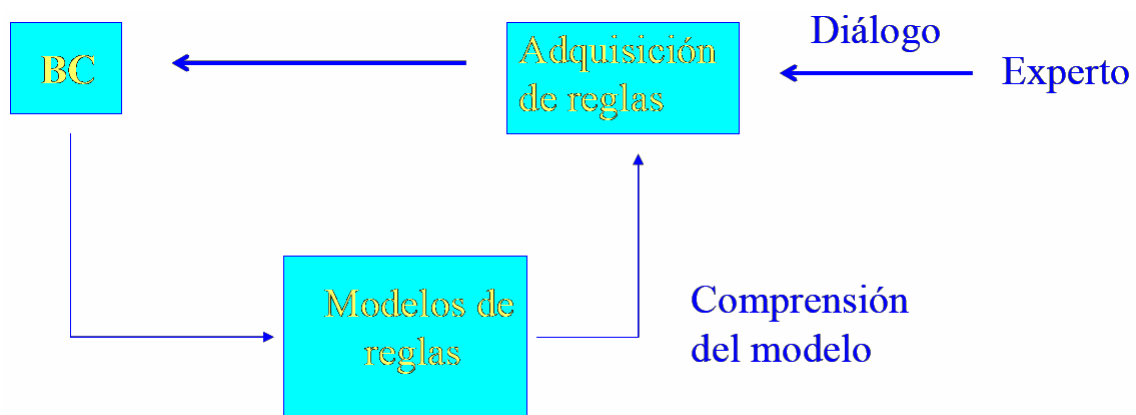 BC
Adquisición
de reglas
Diálogo
Experto
Modelos de
reglas
Comprensión
del modelo